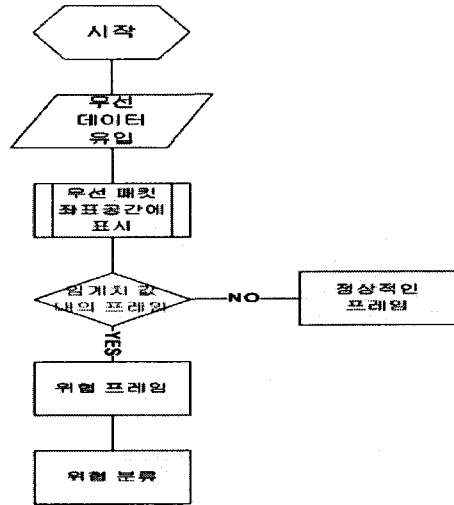 시작
무선
데이터
유입
무선 패킷
좌표공간에
표시
임계치 값
내의 프레임
NO
정상적인
프레임
YES
위협 프레임
위협 분류